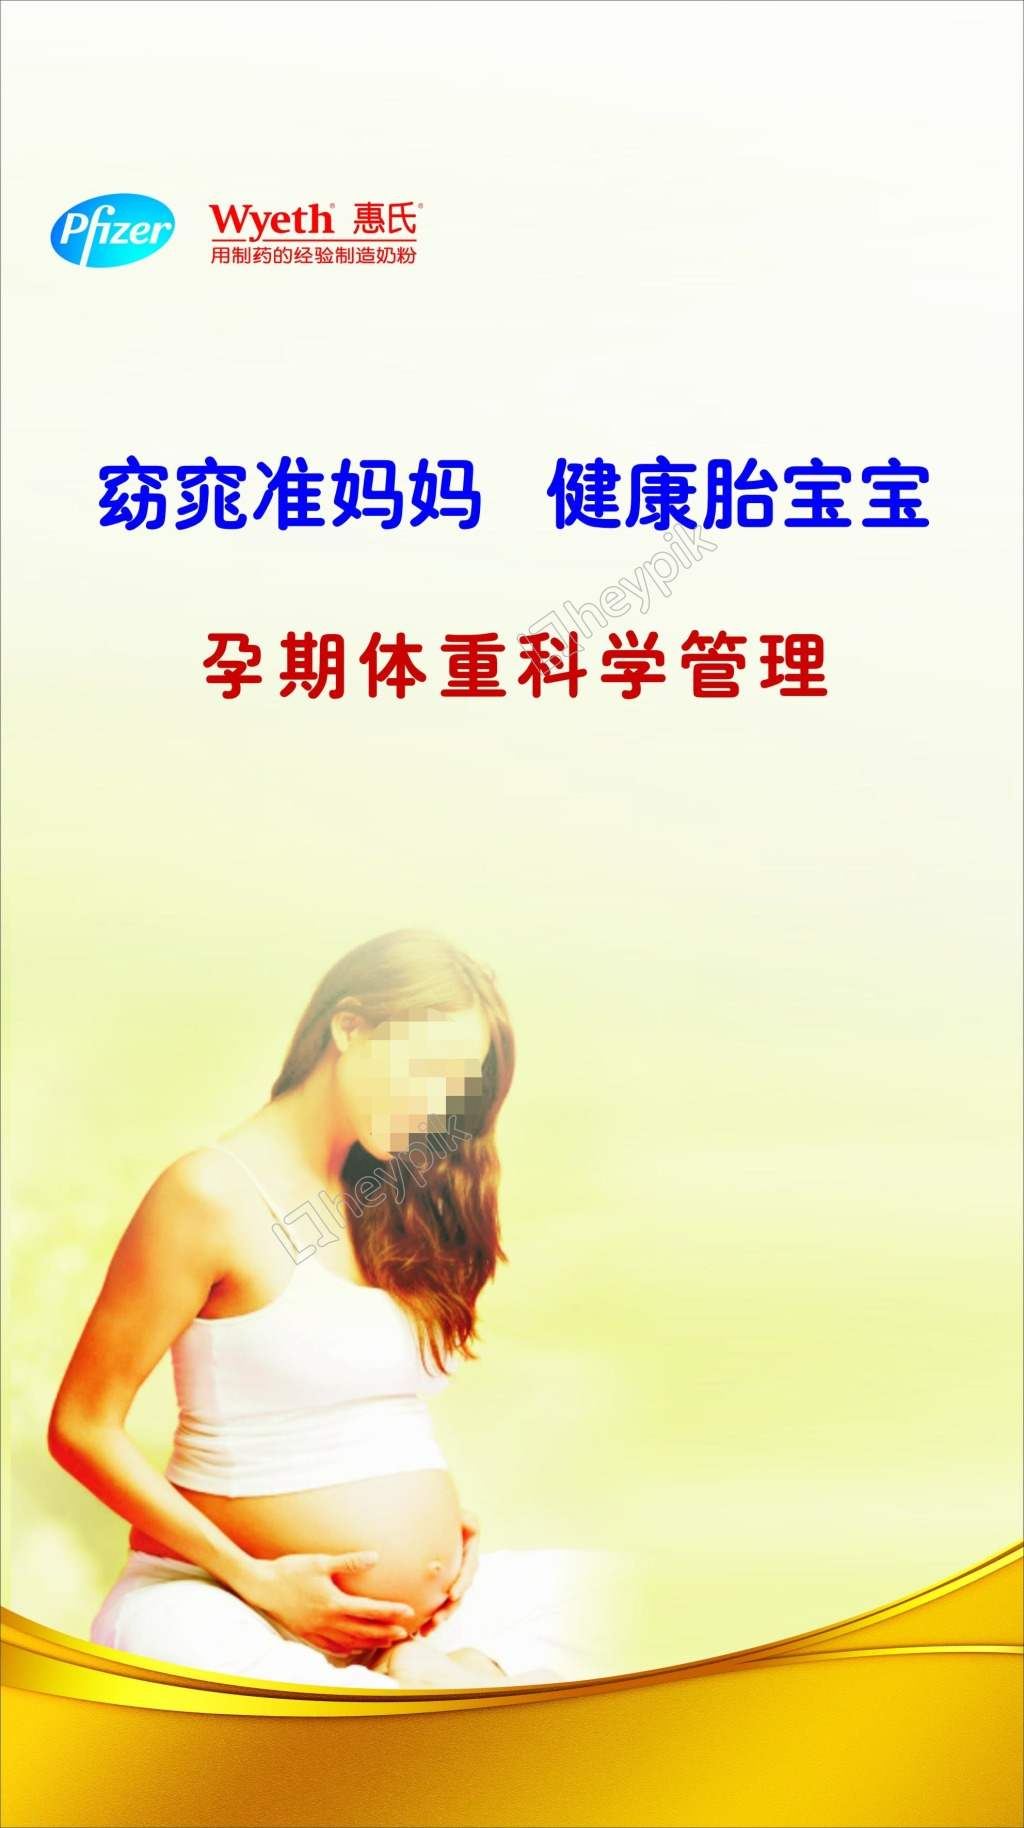 Pfizer
Wyeth® 惠氏®
用制药的经验制造奶粉
窈窕准妈妈 健康胎宝宝
孕期体重科学管理
heypik
heypik